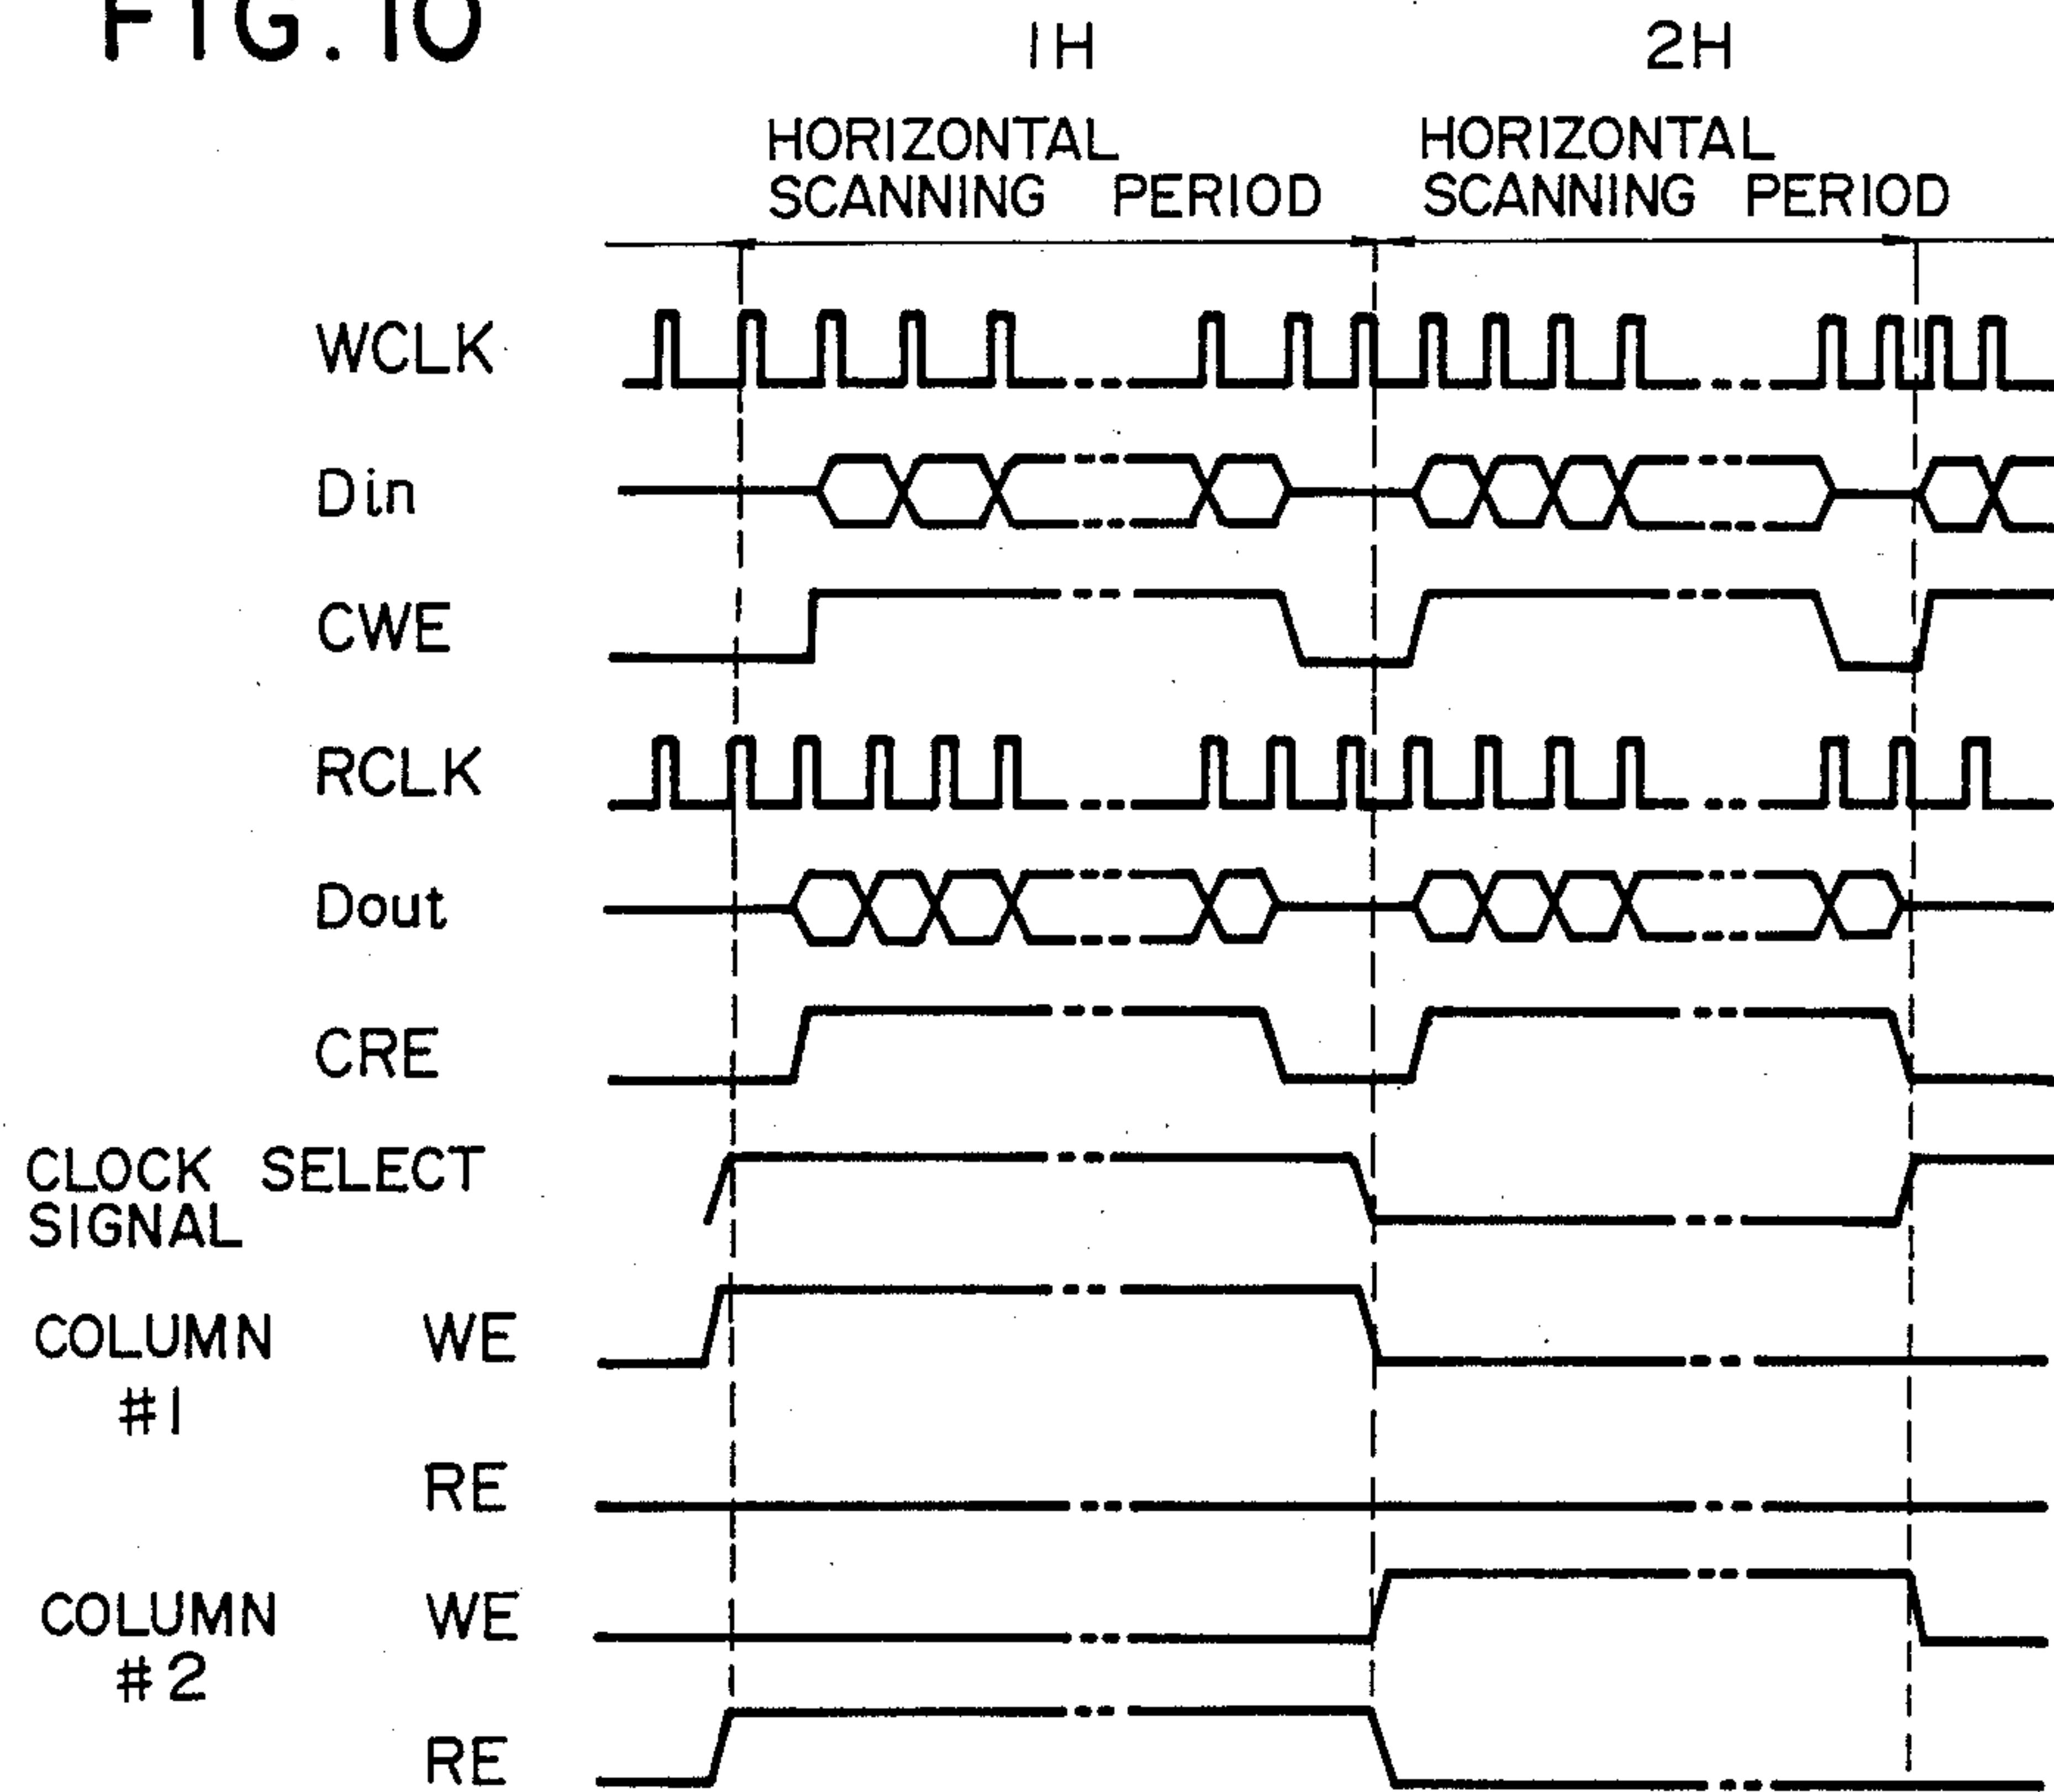 FIG. 10
1H 2H
HORIZONTAL HORIZONTAL
SCANNING PERIOD SCANNING PERIOD
WCLK
Din
CWE
RCLK
Dout
CRE
CLOCK SELECT
SIGNAL
COLUMN WE
#1
RE
COLUMN WE
#2
RE